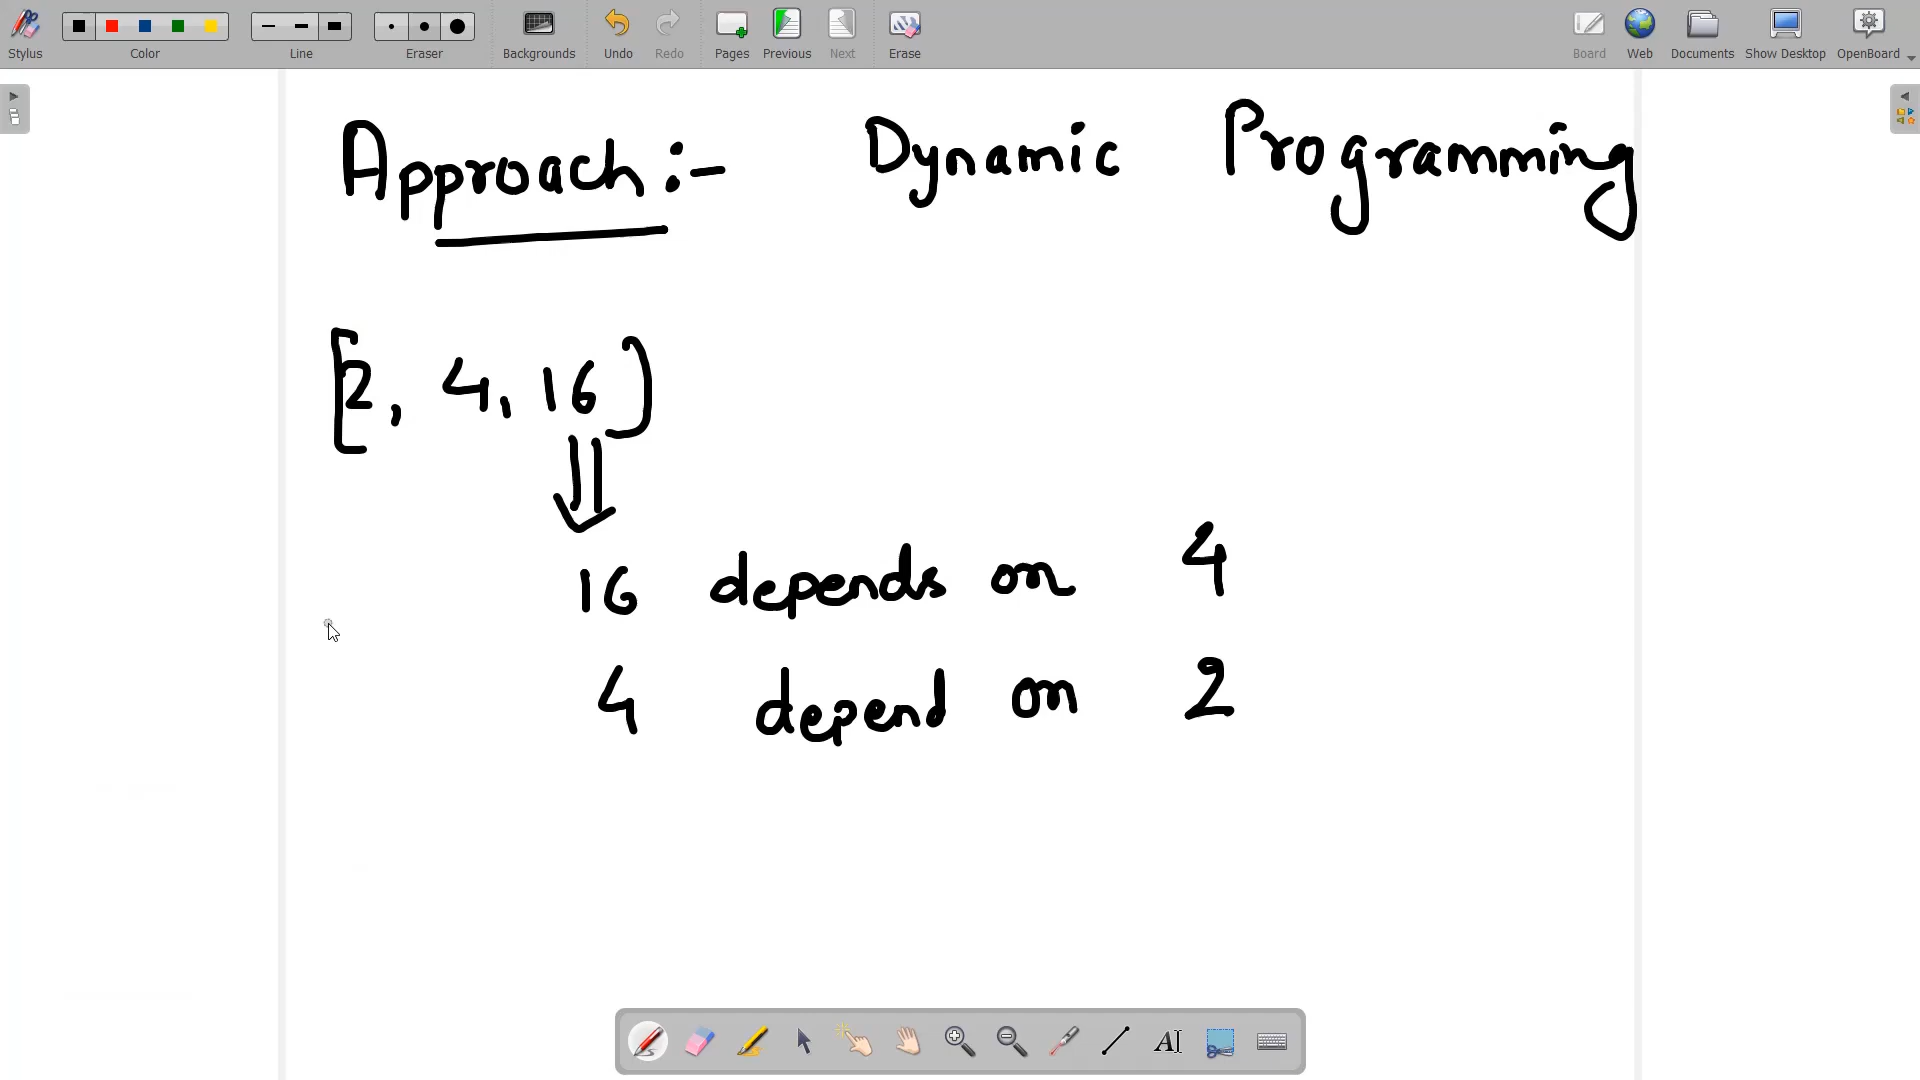 Stylus Color Line Eraser Backgrounds Undo Redo Pages Previous Next Erase Board Web Documents Show Desktop OpenBoard
Approach:- Dynamic Programming
[2, 4, 16]
16 depends on 4
4 depend on 2
AI